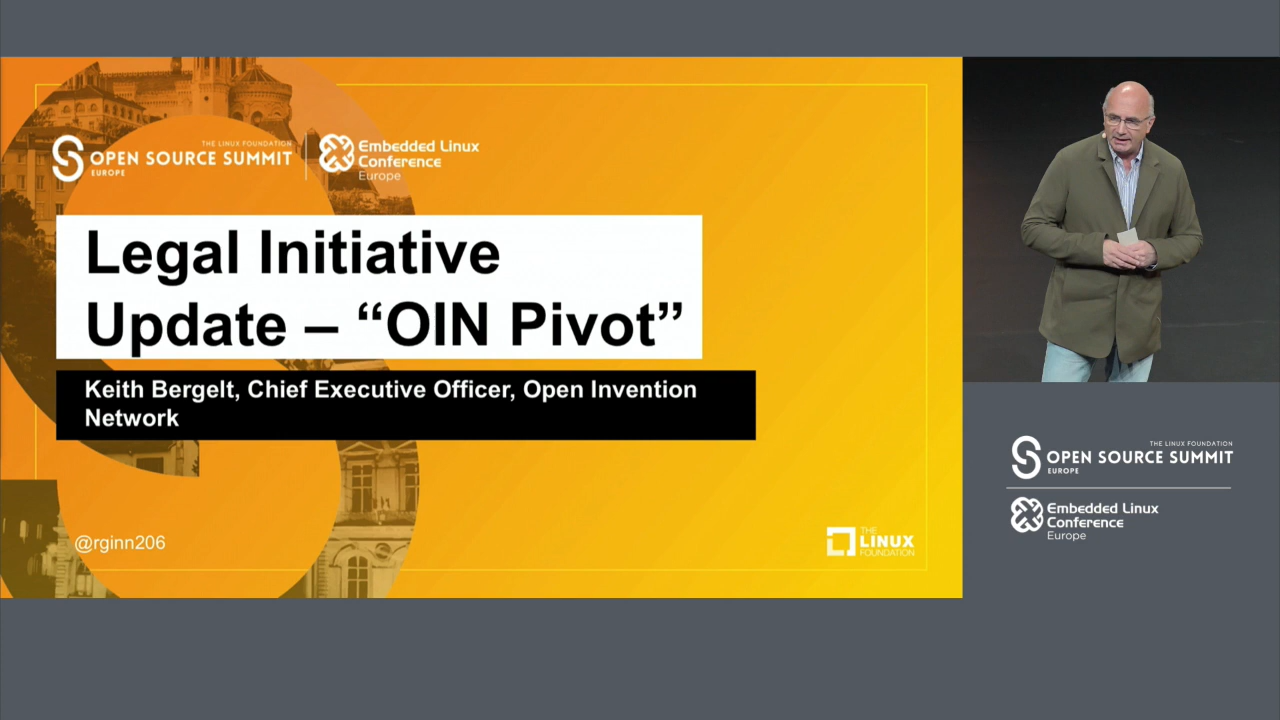 THE LINUX FOUNDATION
OPEN SOURCE SUMMIT
EUROPE
Embedded Linux
Conference
Europe
Legal Initiative
Update – “OIN Pivot”
Keith Bergelt, Chief Executive Officer, Open Invention
Network
@rginn206
THE
LINUX
FOUNDATION
THE LINUX FOUNDATION
OPEN SOURCE SUMMIT
EUROPE
Embedded Linux
Conference
Europe